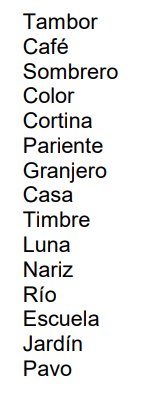 Tambor
Café
Sombrero
Color
Cortina
Pariente
Granjero
Casa
Timbre
Luna
Nariz
Río
Escuela
Jardín
Pavo